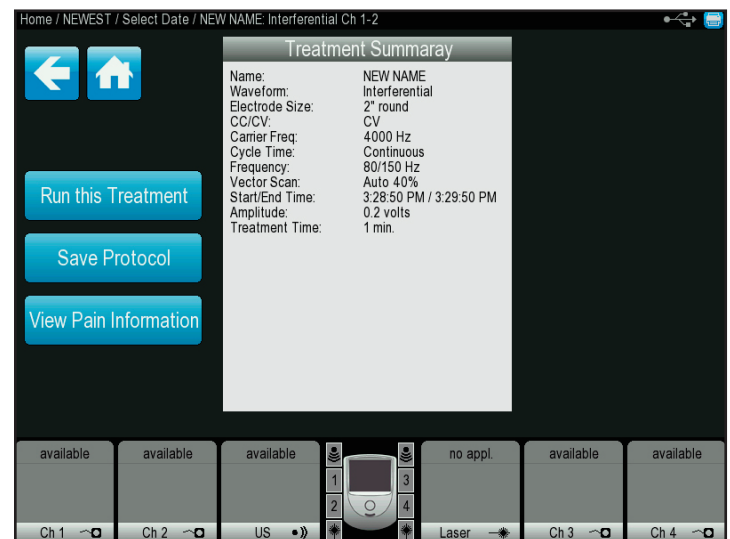 Home / NEWEST / Select Date / NEW NAME: Interferential Ch 1-2
Treatment Summaray
Name: NEW NAME
Waveform: Interferential
Electrode Size: 2" round
CC/CV: CV
Carrier Freq: 4000 Hz
Cycle Time: Continuous
Frequency: 80/150 Hz
Vector Scan: Auto 40%
Start/End Time: 3:28:50 PM / 3:29:50 PM
Amplitude: 0.2 volts
Treatment Time: 1 min.
Run this Treatment
Save Protocol
View Pain Information
available available available no appl. available available
1 3
2 4
Ch 1 Ch 2 US Laser Ch 3 Ch 4